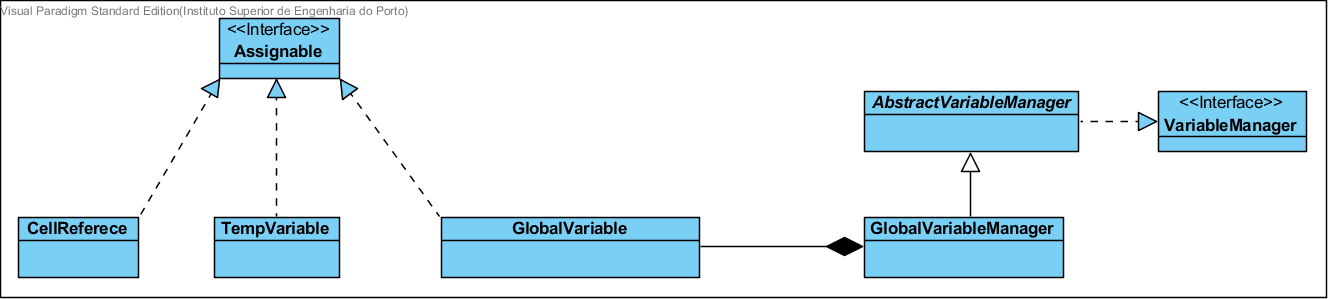 Visual Paradigm Standard Edition(Instituto Superior de Engenharia do Porto)
<<Interface>>
Assignable
AbstractVariableManager
<<Interface>>
VariableManager
CellReferece
TempVariable
GlobalVariable
GlobalVariableManager